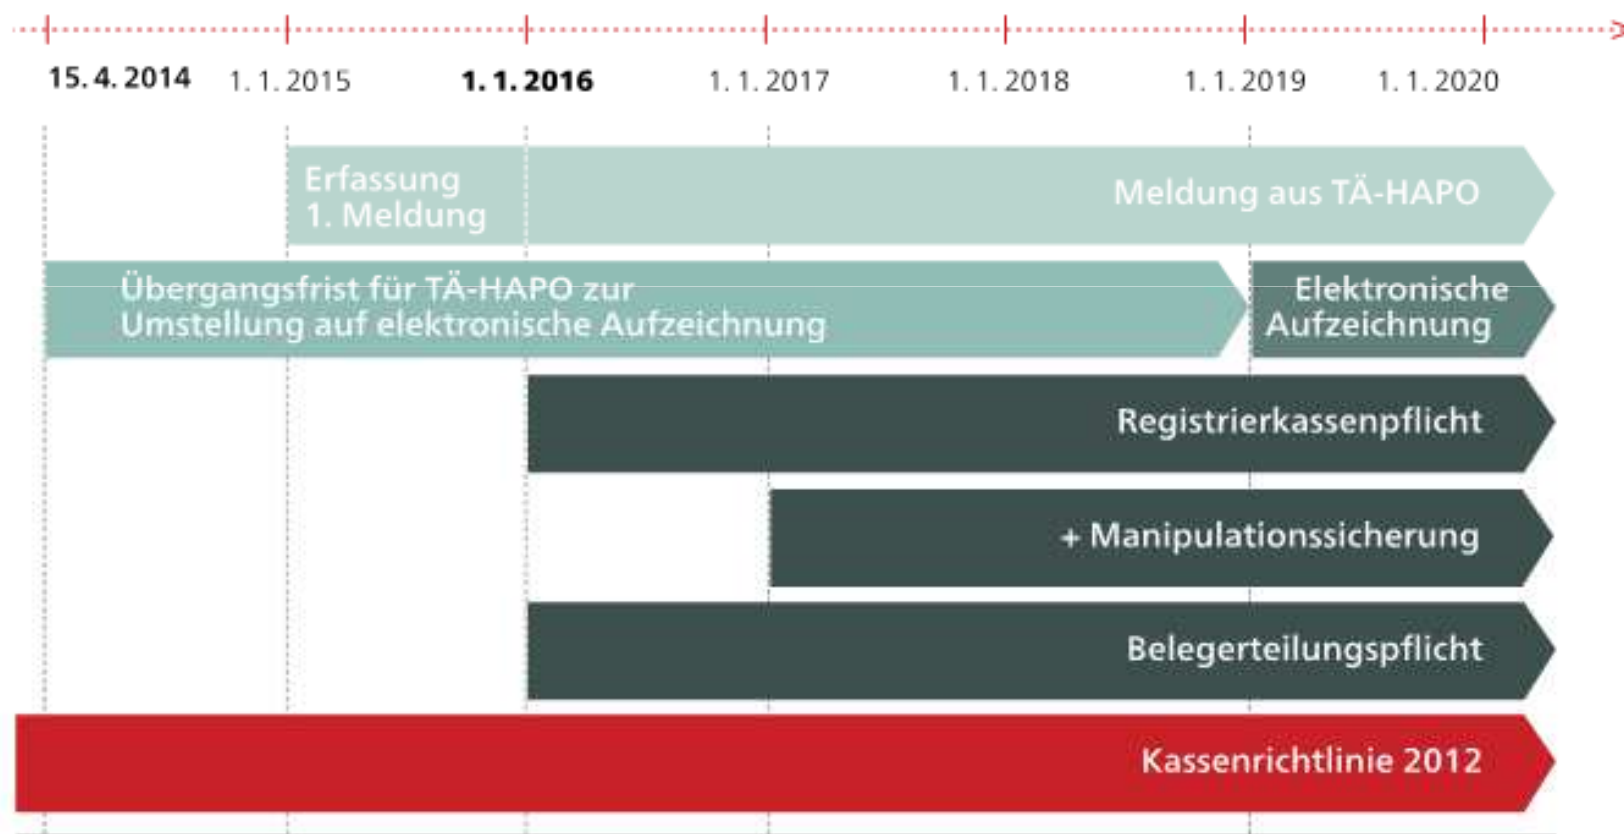 15. 4. 2014 1. 1. 2015 1. 1. 2016 1. 1. 2017 1. 1. 2018 1. 1. 2019 1. 1. 2020
Erfassung
1. Meldung
Meldung aus TÄ-HAPO
Übergangsfrist für TÄ-HAPO zur
Umstellung auf elektronische Aufzeichnung
Elektronische
Aufzeichnung
Registrierkassenpflicht
+ Manipulationssicherung
Belegerteilungspflicht
Kassenrichtlinie 2012